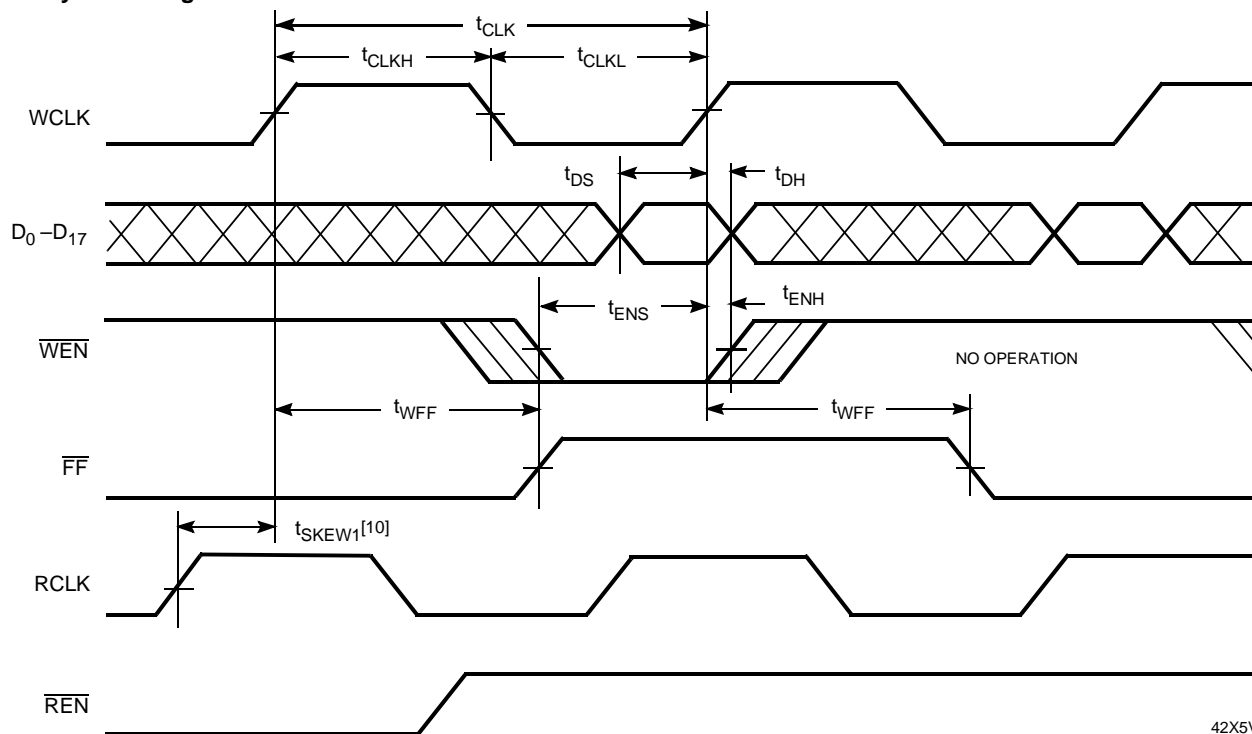 tCLK
tCLKH
tCLKL
WCLK
tDS
tDH
D0 –D17
tENS
tENH
WEN
NO OPERATION
tWFF
tWFF
FF
tSKEW1[10]
RCLK
REN
42X5V